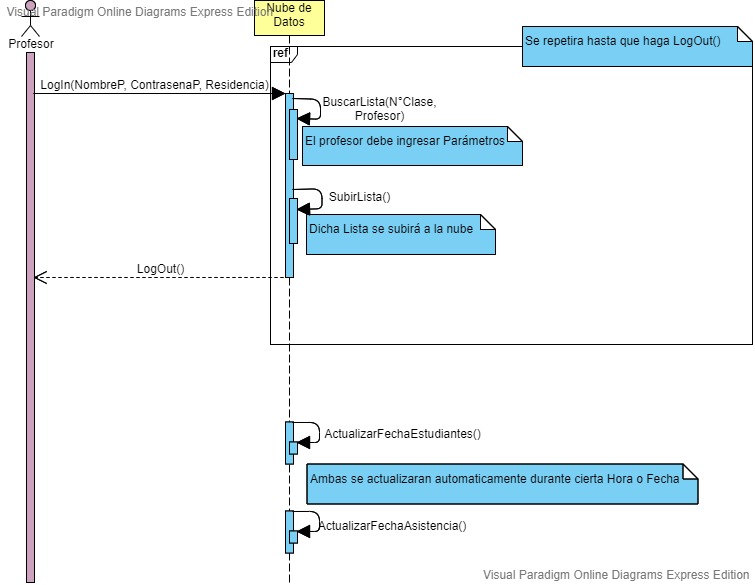 Visual Paradigm Online Diagrams Express Edition
Nube de
Datos
Profesor
ref
Se repetira hasta que haga LogOut()
LogIn(NombreP, ContrasenaP, Residencia)
BuscarLista(N°Clase,
Profesor)
El profesor debe ingresar Parámetros
SubirLista()
Dicha Lista se subirá a la nube
LogOut()
ActualizarFechaEstudiantes()
Ambas se actualizaran automaticamente durante cierta Hora o Fecha
ActualizarFechaAsistencia()
Visual Paradigm Online Diagrams Express Edition